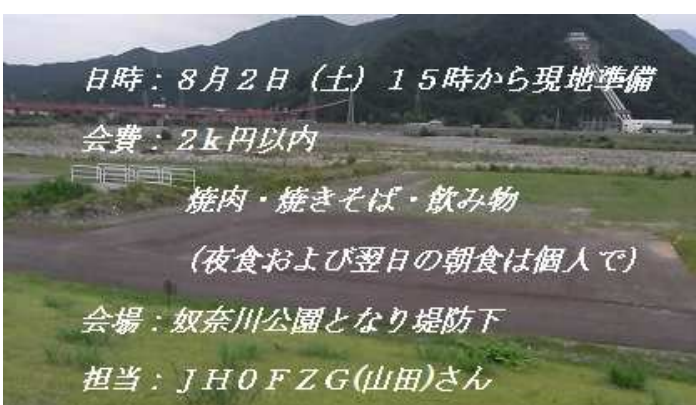 日時：８月２日（土）１５時から現地準備
会費：２ｋ円以内
焼肉・焼きそば・飲み物
（夜食および翌日の朝食は個人で）
会場：奴奈川公園となり堤防下
担当：ＪＨ０ＦＺＧ(山田)さん